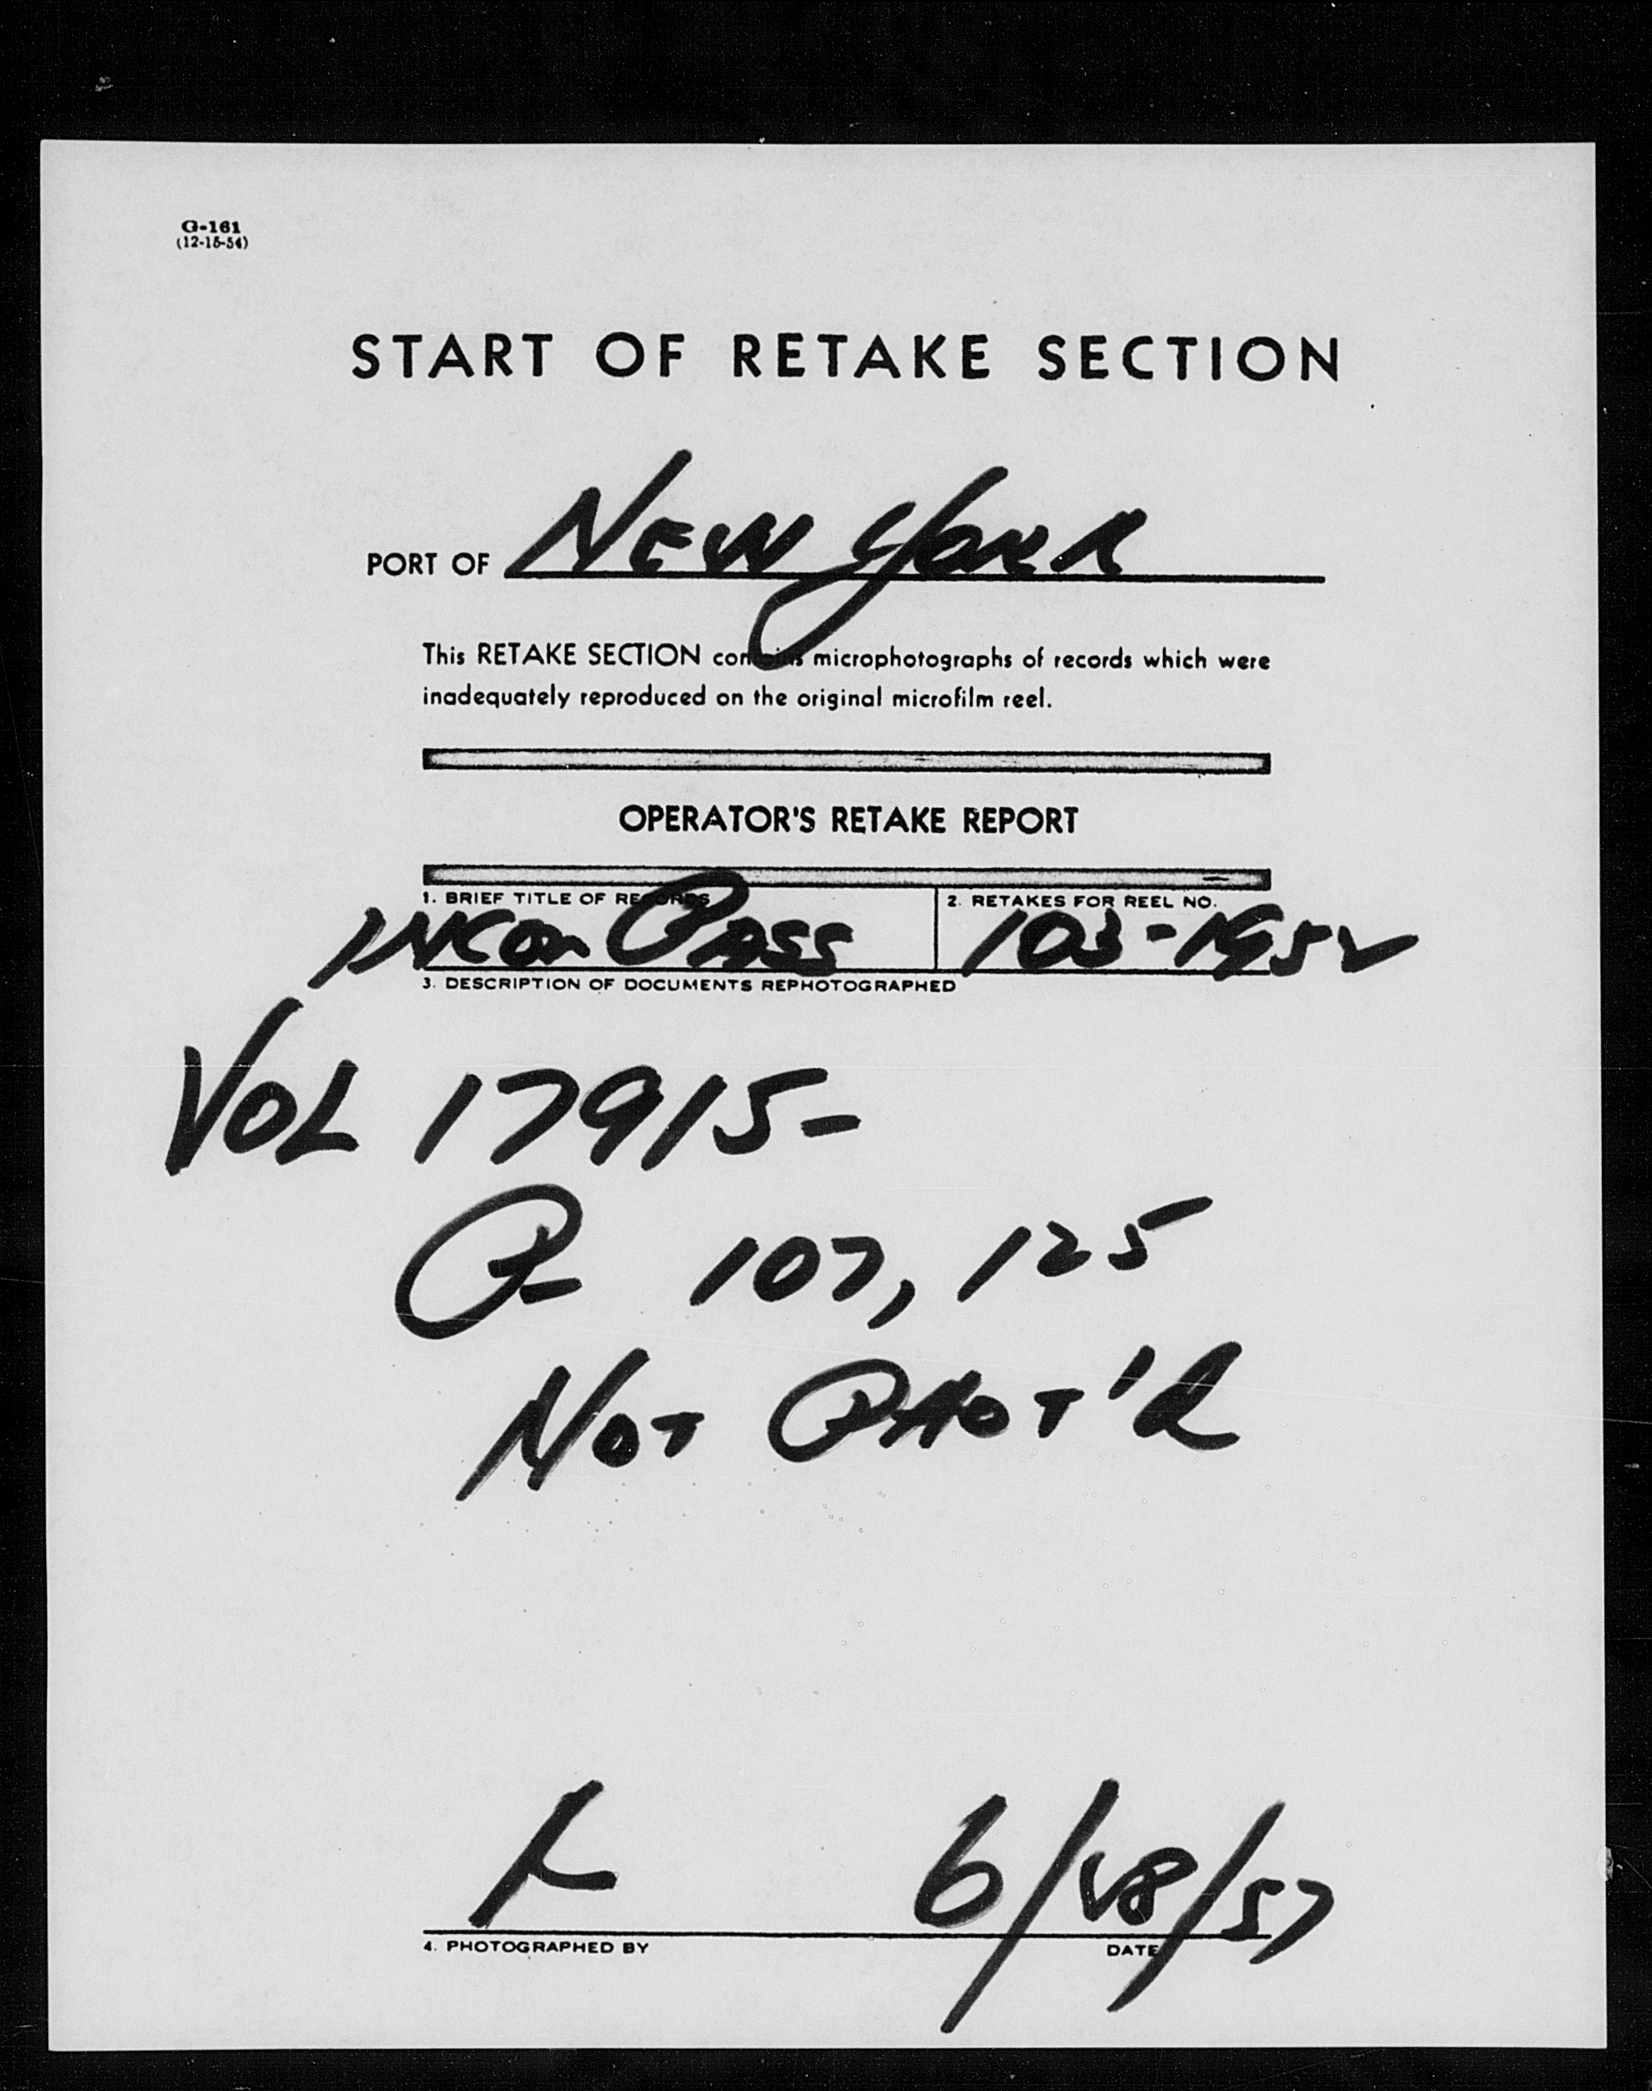 G-161
(12-15-54)
START OF RETAKE SECTION
PORT OF NEW YORK
This RETAKE SECTION contains microphotographs of records which were
inadequately reproduced on the original microfilm reel.
OPERATOR'S RETAKE REPORT
1. BRIEF TITLE OF RECORDS 2. RETAKES FOR REEL NO.
INCOM PASS 103-1952
3. DESCRIPTION OF DOCUMENTS REPHOTOGRAPHED
VOL 17915-
P- 107, 125
NOT PHOT'D
6/28/57
4. PHOTOGRAPHED BY DATE